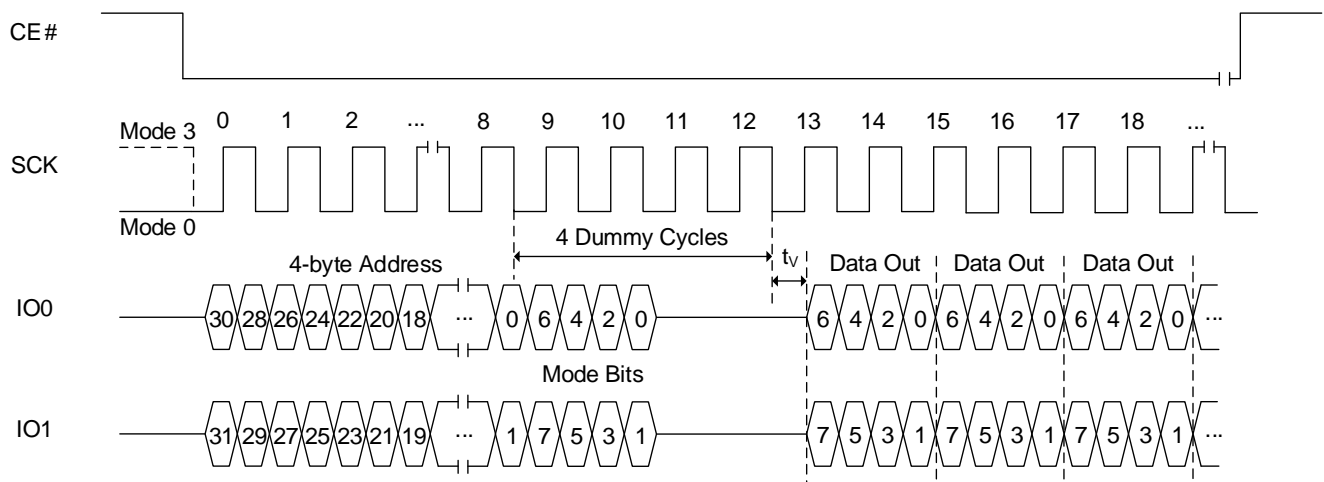 CE#
0 1 2 ... 8 9 10 11 12 13 14 15 16 17 18 ...
Mode 3
SCK
Mode 0
4 Dummy Cycles
4-byte Address tV Data Out Data Out Data Out
IO0 30 28 26 24 22 20 18 ... 0 6 4 2 0 6 4 2 0 6 4 2 0 6 4 2 0 ...
Mode Bits
IO1 31 29 27 25 23 21 19 ... 1 7 5 3 1 7 5 3 1 7 5 3 1 7 5 3 1 ...